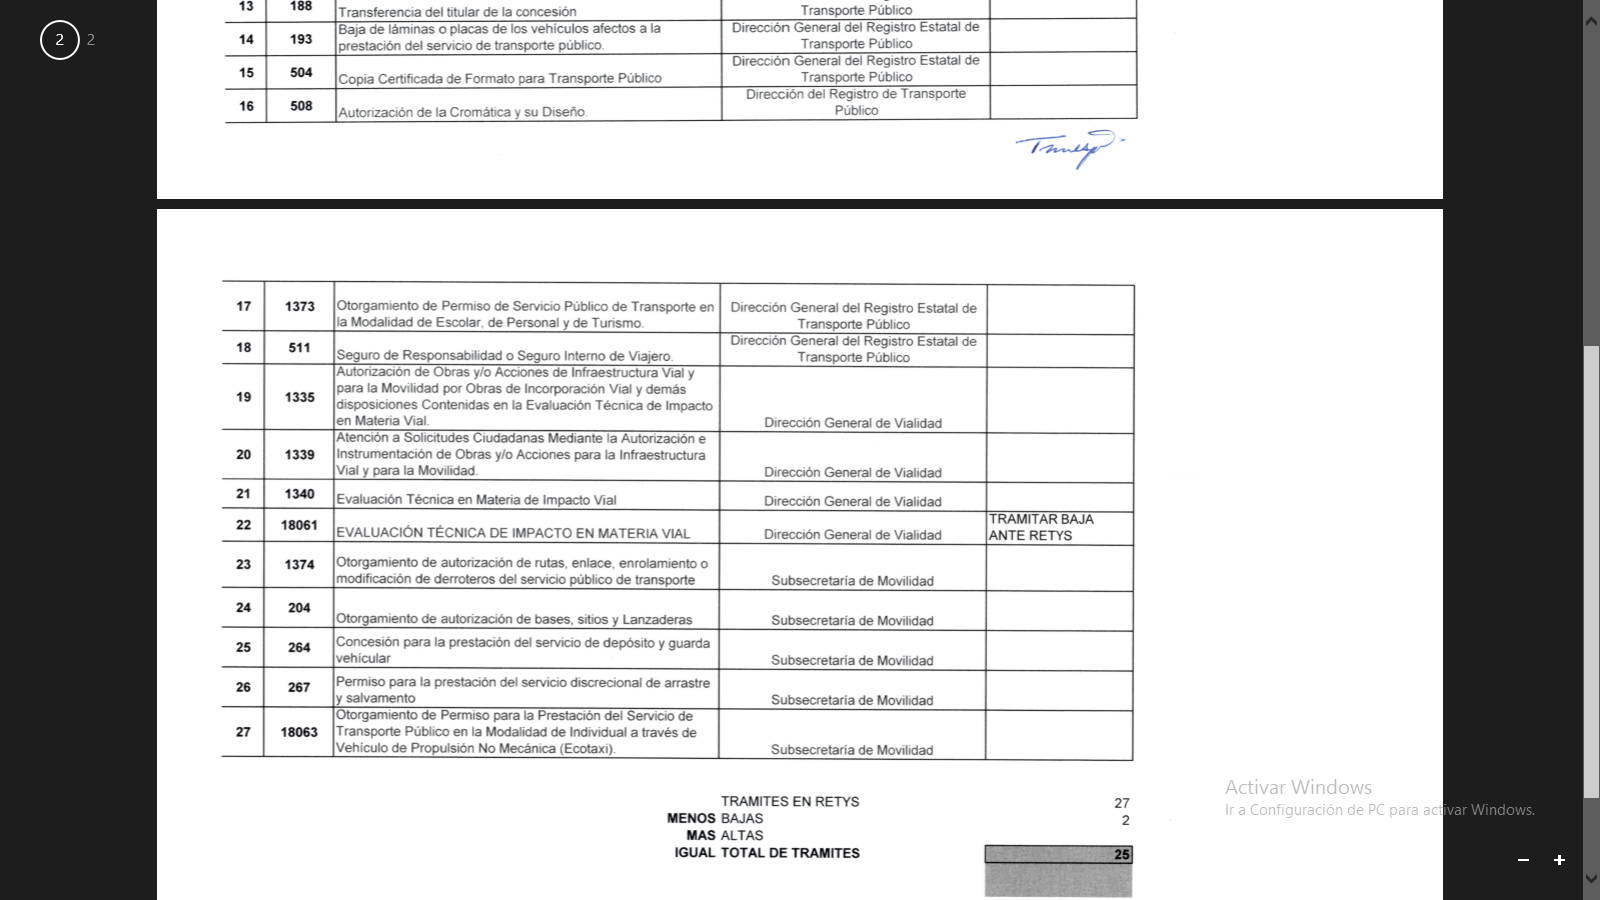 2 2
13 188 Transferencia del titular de la concesión Transporte Público
14 193 Baja de láminos o placas de los vehículos afectos a la Dirección General del Registro Estatal de
prestación del servicio de transporte público. Transporte Público
15 504 Copia Certificada de Formato para Transporte Público Dirección General del Registro Estatal de
Transporte Público
16 508 Autorización de la Cromática y su Diseño. Dirección del Registro de Transporte
Público
17 1373 Otorgamiento de Permiso de Servicio Público de Transporte en Dirección General del Registro Estatal de
la Modalidad de Escolar, de Personal y de Turismo. Transporte Público
18 511 Seguro de Responsabilidad o Seguro Interno de Viajero. Dirección General del Registro Estatal de
Transporte Público
19 1335 Autorización de Obras y/o Acciones de Infraestructura Vial y
para la Movilidad por Obras de Incorporación Vial y demás
disposiciones Contenidas en la Evaluación Técnica de Impacto
en Materia Vial. Dirección General de Vialidad
20 1339 Atención a Solicitudes Ciudadanas Mediante la Autorización e
Instrumentación de Obras y/o Acciones para la Infraestructura
Vial y para la Movilidad. Dirección General de Vialidad
21 1340 Evaluación Técnica en Materia de Impacto Vial Dirección General de Vialidad
22 18061 EVALUACIÓN TÉCNICA DE IMPACTO EN MATERIA VIAL Dirección General de Vialidad TRAMITAR BAJA
ANTE RETYS
23 1374 Otorgamiento de autorización de rutas, enlace, enrolamiento o
modificación de derroteros del servicio público de transporte Subsecretaría de Movilidad
24 204 Otorgamiento de autorización de bases, sitios y Lanzaderas Subsecretaría de Movilidad
25 264 Concesión para la prestación del servicio de depósito y guarda
vehícular Subsecretaría de Movilidad
26 267 Permiso para la prestación del servicio discrecional de arrastre
y salvamento Subsecretaría de Movilidad
27 18063 Otorgamiento de Permiso para la Prestación del Servicio de
Transporte Público en la Modalidad de Individual a través de
Vehículo de Propulsión No Mecánica (Ecotaxi). Subsecretaría de Movilidad
TRAMITES EN RETYS 27
MENOS BAJAS 2
MAS ALTAS
IGUAL TOTAL DE TRAMITES 25
Activar Windows
Ir a Configuración de PC para activar Windows.